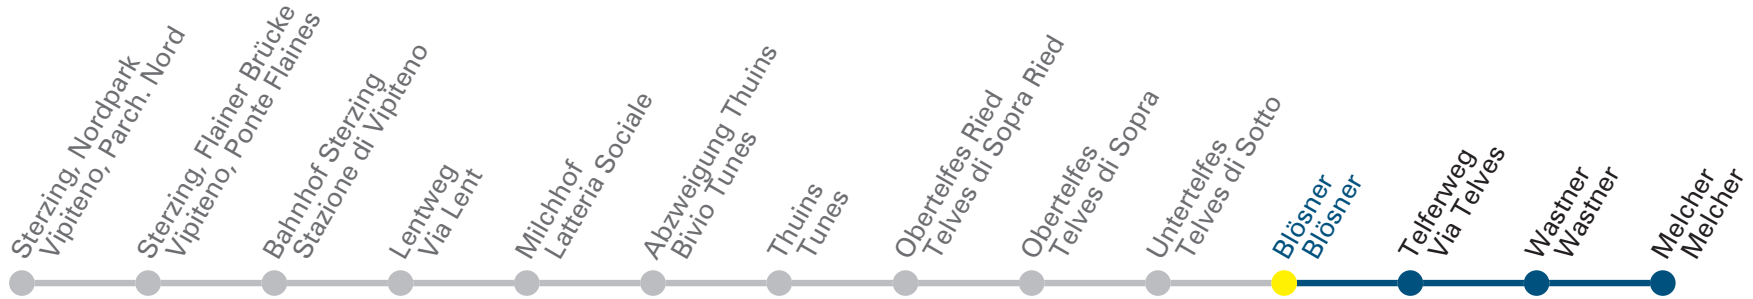 Sterzing, Nordpark
Vipiteno, Parch. Nord
Sterzing, Flainer Brücke
Vipiteno, Ponte Flaines
Bahnhof Sterzing
Stazione di Vipiteno
Lentweg
Via Lent
Milchhof
Latteria Sociale
Abzweigung Thuins
Bivio Tunes
Thuins
Tunes
Obertelfes Ried
Telves di Sopra Ried
Obertelfes
Telves di Sopra
Untertelfes
Telves di Sotto
Blösner
Blösner
Telferweg
Via Telves
Wastner
Wastner
Melcher
Melcher